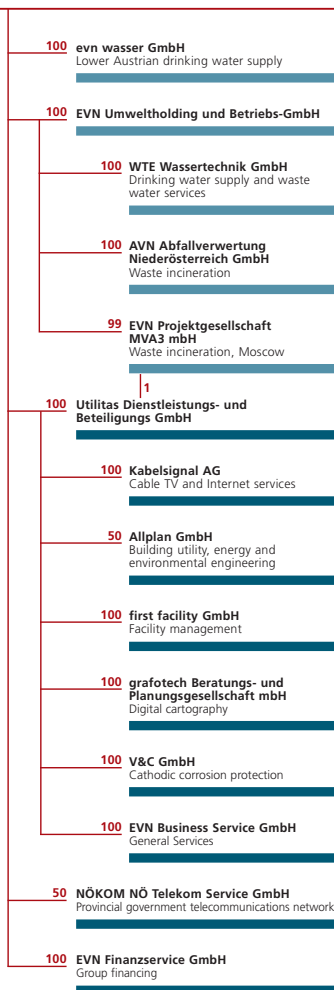 100 evn wasser GmbH
Lower Austrian drinking water supply
100 EVN Umweltholding und Betriebs-GmbH
100 WTE Wassertechnik GmbH
Drinking water supply and waste
water services
100 AVN Abfallverwertung
Niederösterreich GmbH
Waste incineration
99 EVN Projektgesellschaft
MVA3 mbH
Waste incineration, Moscow
1
100 Utilitas Dienstleistungs- und
Beteiligungs GmbH
100 Kabelsignal AG
Cable TV and Internet services
50 Allplan GmbH
Building utility, energy and
environmental engineering
100 first facility GmbH
Facility management
100 grafotech Beratungs- und
Planungsgesellschaft mbH
Digital cartography
100 V&C GmbH
Cathodic corrosion protection
100 EVN Business Service GmbH
General Services
50 NÖKOM NÖ Telekom Service GmbH
Provincial government telecommunications network
100 EVN Finanzservice GmbH
Group financing